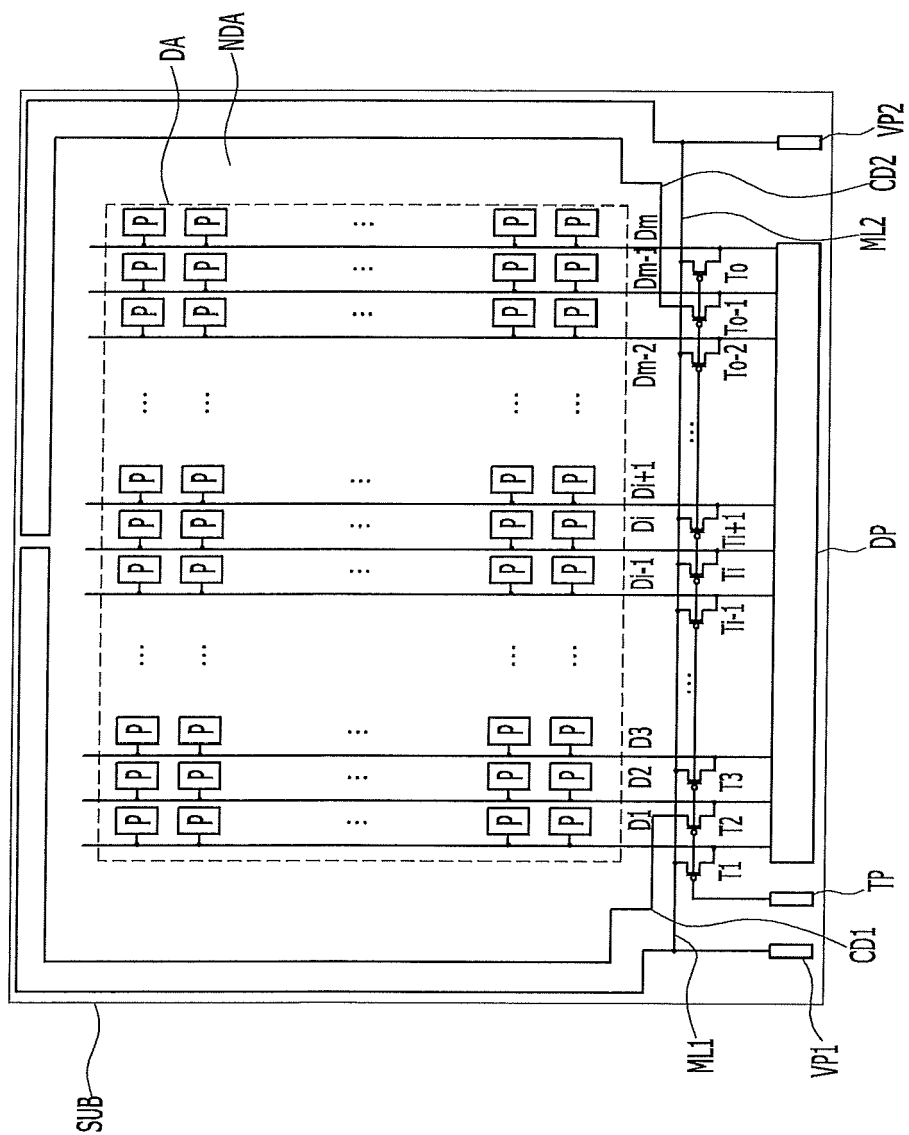 SUB
DA
NDA
P P P ... P P P ... P P P
P P P ... P P P ... P P P
... ... ...
P P P ... P P P ... P P P
P P P ... P P P ... P P P
D1 D2 D3 Di-1 Di Di+1 Dm-2 Dm-1 Dm
... ...
T1 T2 T3 Ti-1 Ti Ti+1 To-2 To-1 To
ML1
VP1
CD1
TP
DP
ML2
CD2
VP2